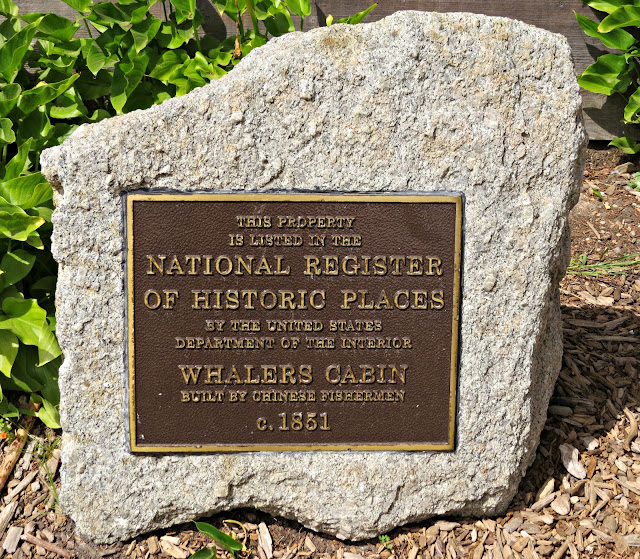 THIS PROPERTY
IS LISTED IN THE
NATIONAL REGISTER
OF HISTORIC PLACES
BY THE UNITED STATES
DEPARTMENT OF THE INTERIOR
WHALERS CABIN
BUILT BY CHINESE FISHERMEN
c. 1851